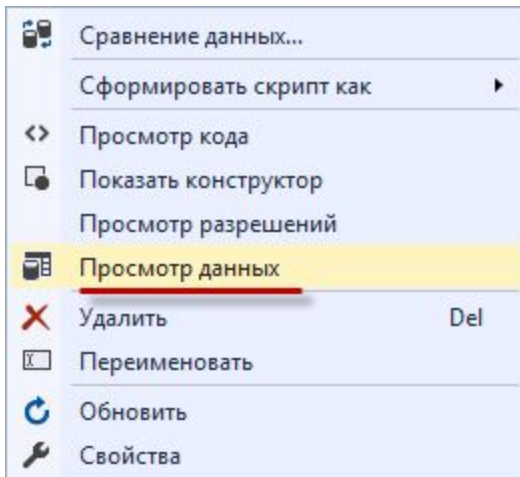 Сравнение данных...
Сформировать скрипт как
Просмотр кода
Показать конструктор
Просмотр разрешений
Просмотр данных
Удалить Del
Переименовать
Обновить
Свойства